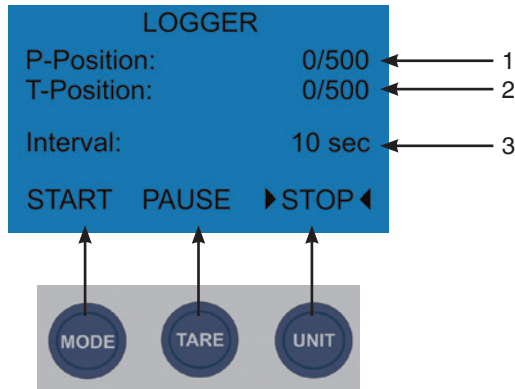 LOGGER
P-Position: 0/500 1
T-Position: 0/500 2
Interval: 10 sec 3
START PAUSE STOP
MODE TARE UNIT